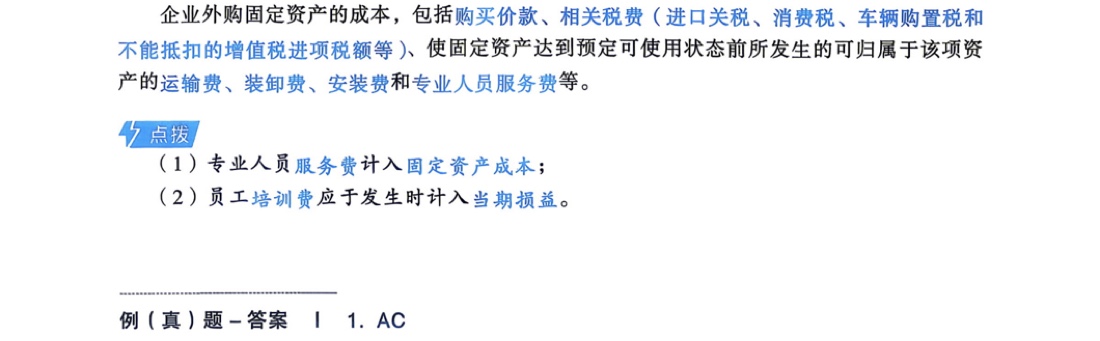 企业外购固定资产的成本，包括购买价款、相关税费（进口关税、消费税、车辆购置税和
不能抵扣的增值税进项税额等）、使固定资产达到预定可使用状态前所发生的可归属于该项资
产的运输费、装卸费、安装费和专业人员服务费等。
点拨
（1）专业人员服务费计入固定资产成本；
（2）员工培训费应于发生时计入当期损益。
例（真）题－答案 | 1. AC